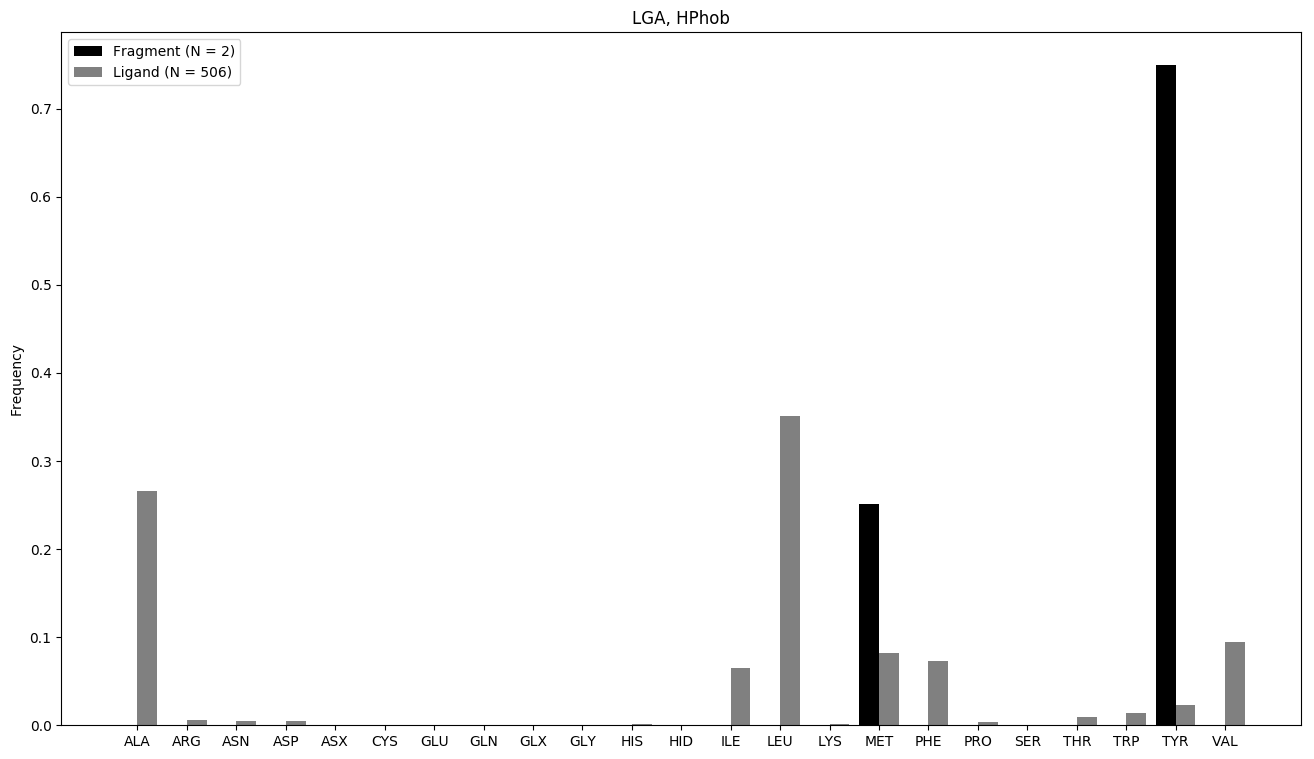 LGA, HPhob
Fragment (N = 2)
Ligand (N = 506)
Frequency
0.7
0.6
0.5
0.4
0.3
0.2
0.1
0.0
ALA ARG ASN ASP ASX CYS GLU GLN GLX GLY HIS HID ILE LEU LYS MET PHE PRO SER THR TRP TYR VAL